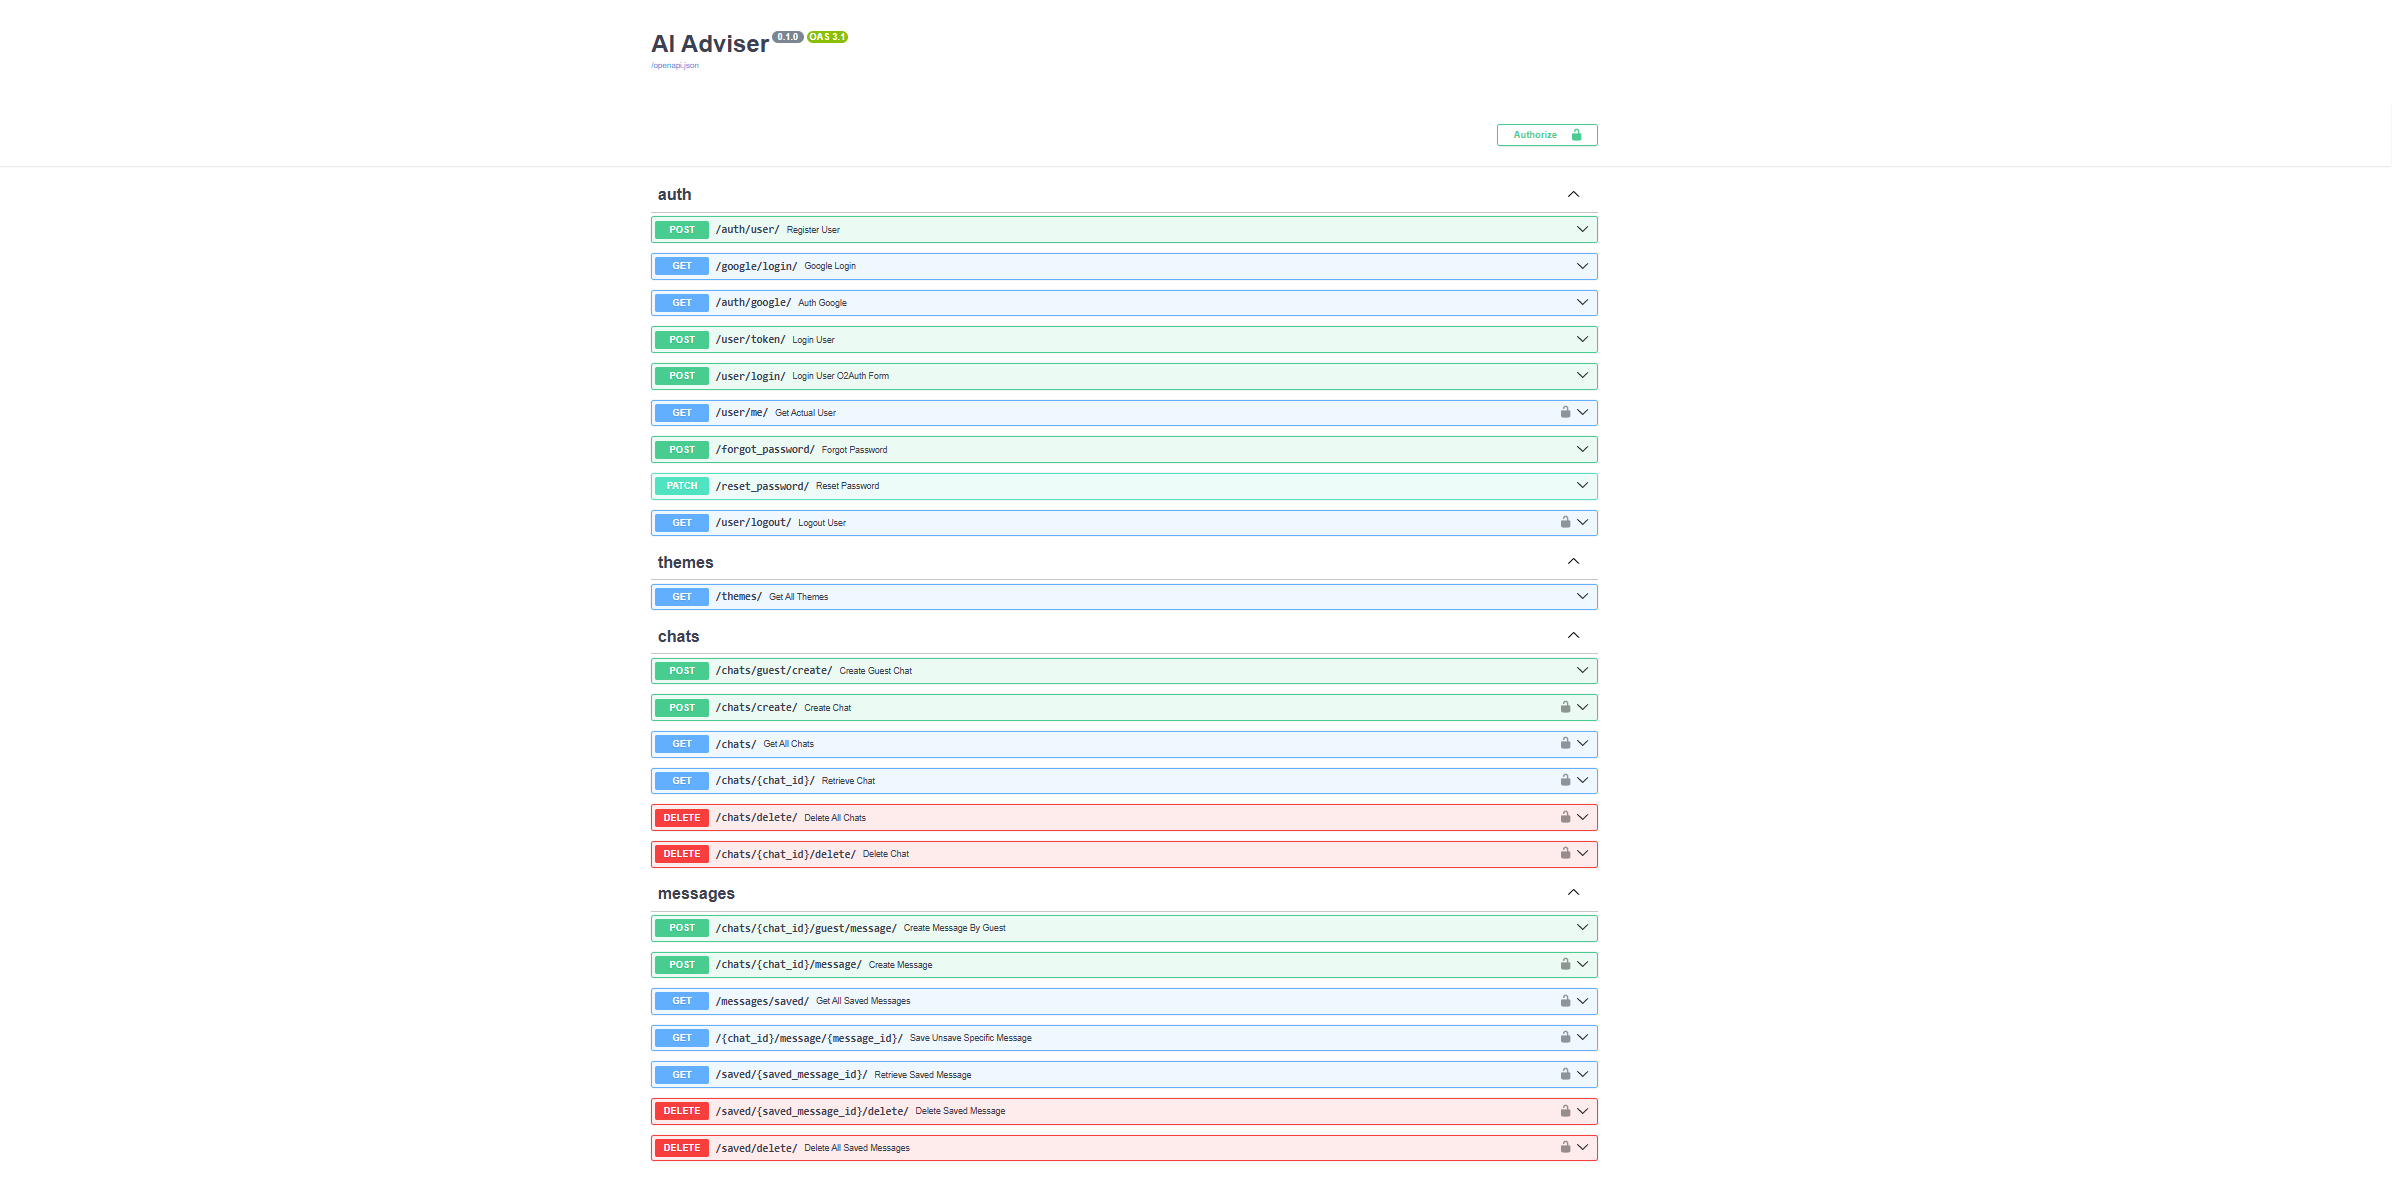 AI Adviser 0.1.0 OAS 3.1
/openapi.json
Authorize
auth
POST /auth/user/ Register User
GET /google/login/ Google Login
GET /auth/google/ Auth Google
POST /user/token/ Login User
POST /user/login/ Login User O2Auth Form
GET /user/me/ Get Actual User
POST /forgot_password/ Forgot Password
PATCH /reset_password/ Reset Password
GET /user/logout/ Logout User
themes
GET /themes/ Get All Themes
chats
POST /chats/guest/create/ Create Guest Chat
POST /chats/create/ Create Chat
GET /chats/ Get All Chats
GET /chats/{chat_id}/ Retrieve Chat
DELETE /chats/delete/ Delete All Chats
DELETE /chats/{chat_id}/delete/ Delete Chat
messages
POST /chats/{chat_id}/guest/message/ Create Message By Guest
POST /chats/{chat_id}/message/ Create Message
GET /messages/saved/ Get All Saved Messages
GET /{chat_id}/message/{message_id}/ Save Unsave Specific Message
GET /saved/{saved_message_id}/ Retrieve Saved Message
DELETE /saved/{saved_message_id}/delete/ Delete Saved Message
DELETE /saved/delete/ Delete All Saved Messages